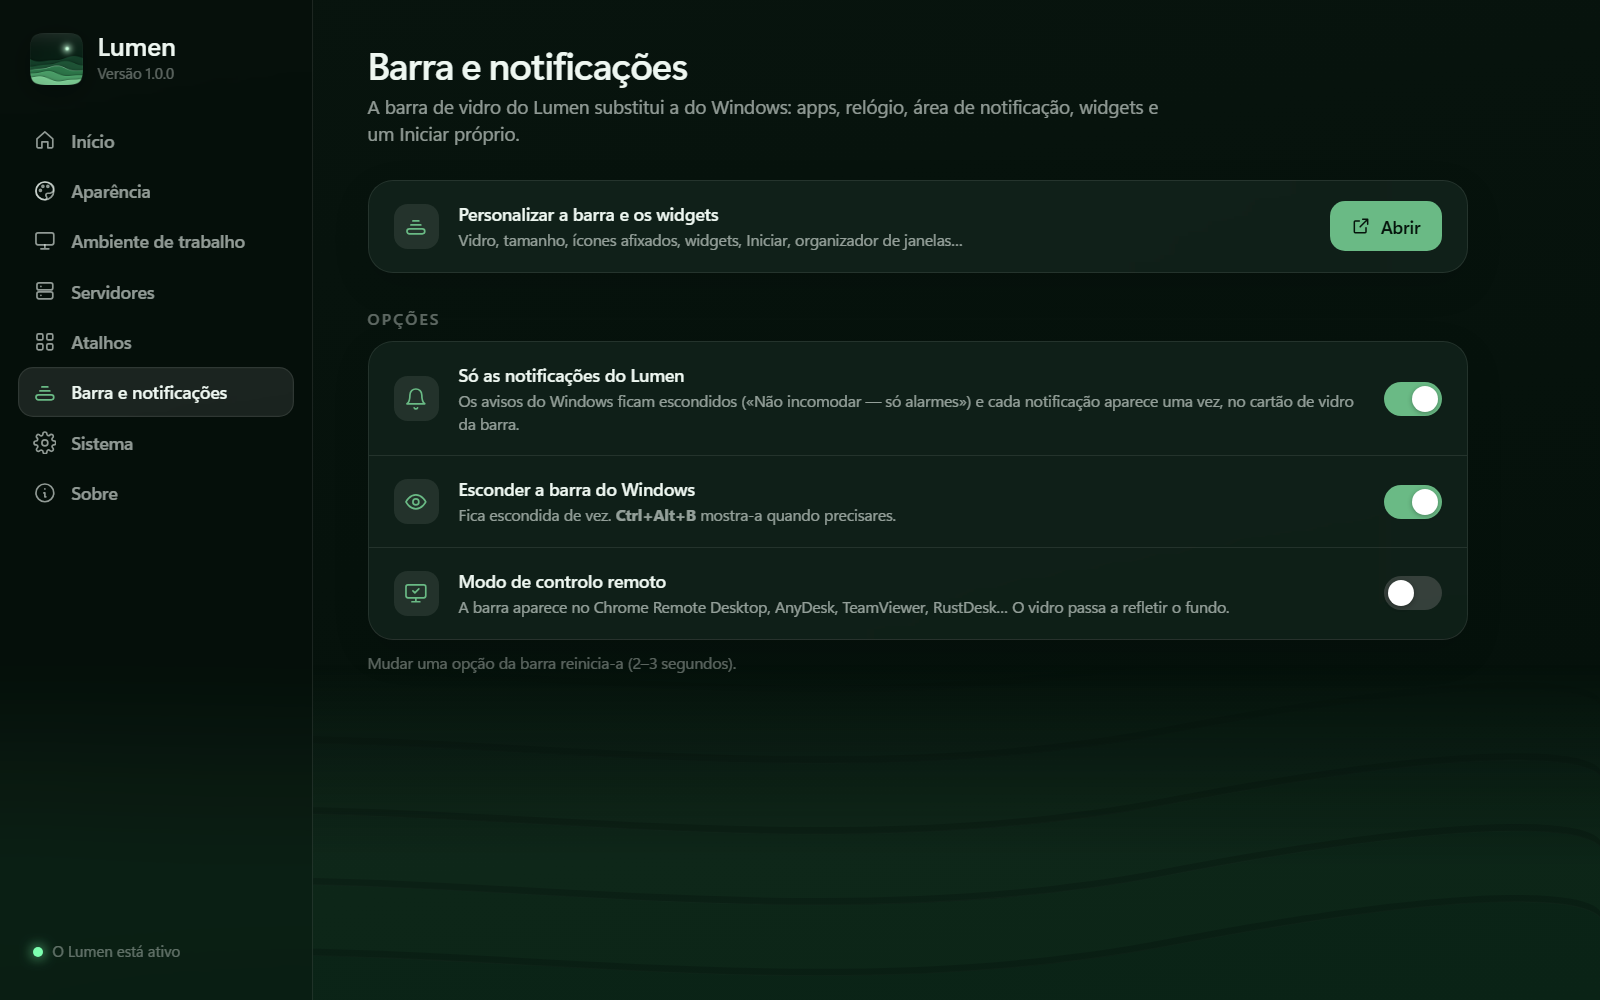 Lumen
Versão 1.0.0
Início
Aparência
Ambiente de trabalho
Servidores
Atalhos
Barra e notificações
Sistema
Sobre
O Lumen está ativo
Barra e notificações
A barra de vidro do Lumen substitui a do Windows: apps, relógio, área de notificação, widgets e
um Iniciar próprio.
Personalizar a barra e os widgets
Vidro, tamanho, ícones afixados, widgets, Iniciar, organizador de janelas...
Abrir
OPÇÕES
Só as notificações do Lumen
Os avisos do Windows ficam escondidos («Não incomodar — só alarmes») e cada notificação aparece uma vez, no cartão de vidro
da barra.
Esconder a barra do Windows
Fica escondida de vez. Ctrl+Alt+B mostra-a quando precisares.
Modo de controlo remoto
A barra aparece no Chrome Remote Desktop, AnyDesk, TeamViewer, RustDesk... O vidro passa a refletir o fundo.
Mudar uma opção da barra reinicia-a (2–3 segundos).